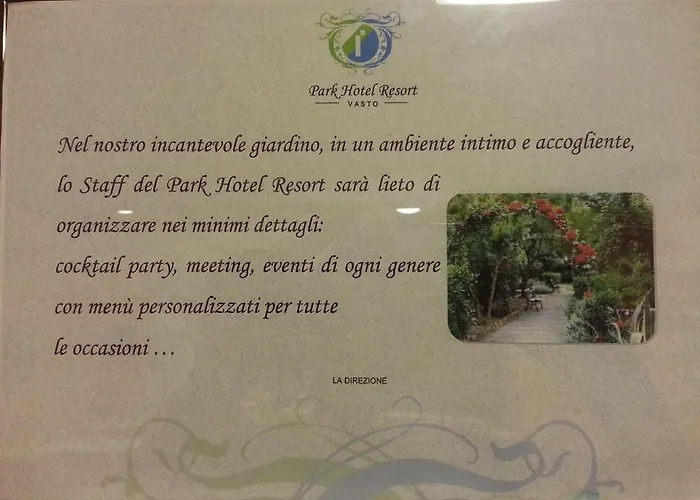 i
Park Hotel Resort
VASTO
Nel nostro incantevole giardino, in un ambiente intimo e accogliente,
lo Staff del Park Hotel Resort sarà lieto di
organizzare nei minimi dettagli:
cocktail party, meeting, eventi di ogni genere
con menù personalizzati per tutte
le occasioni ...
LA DIREZIONE